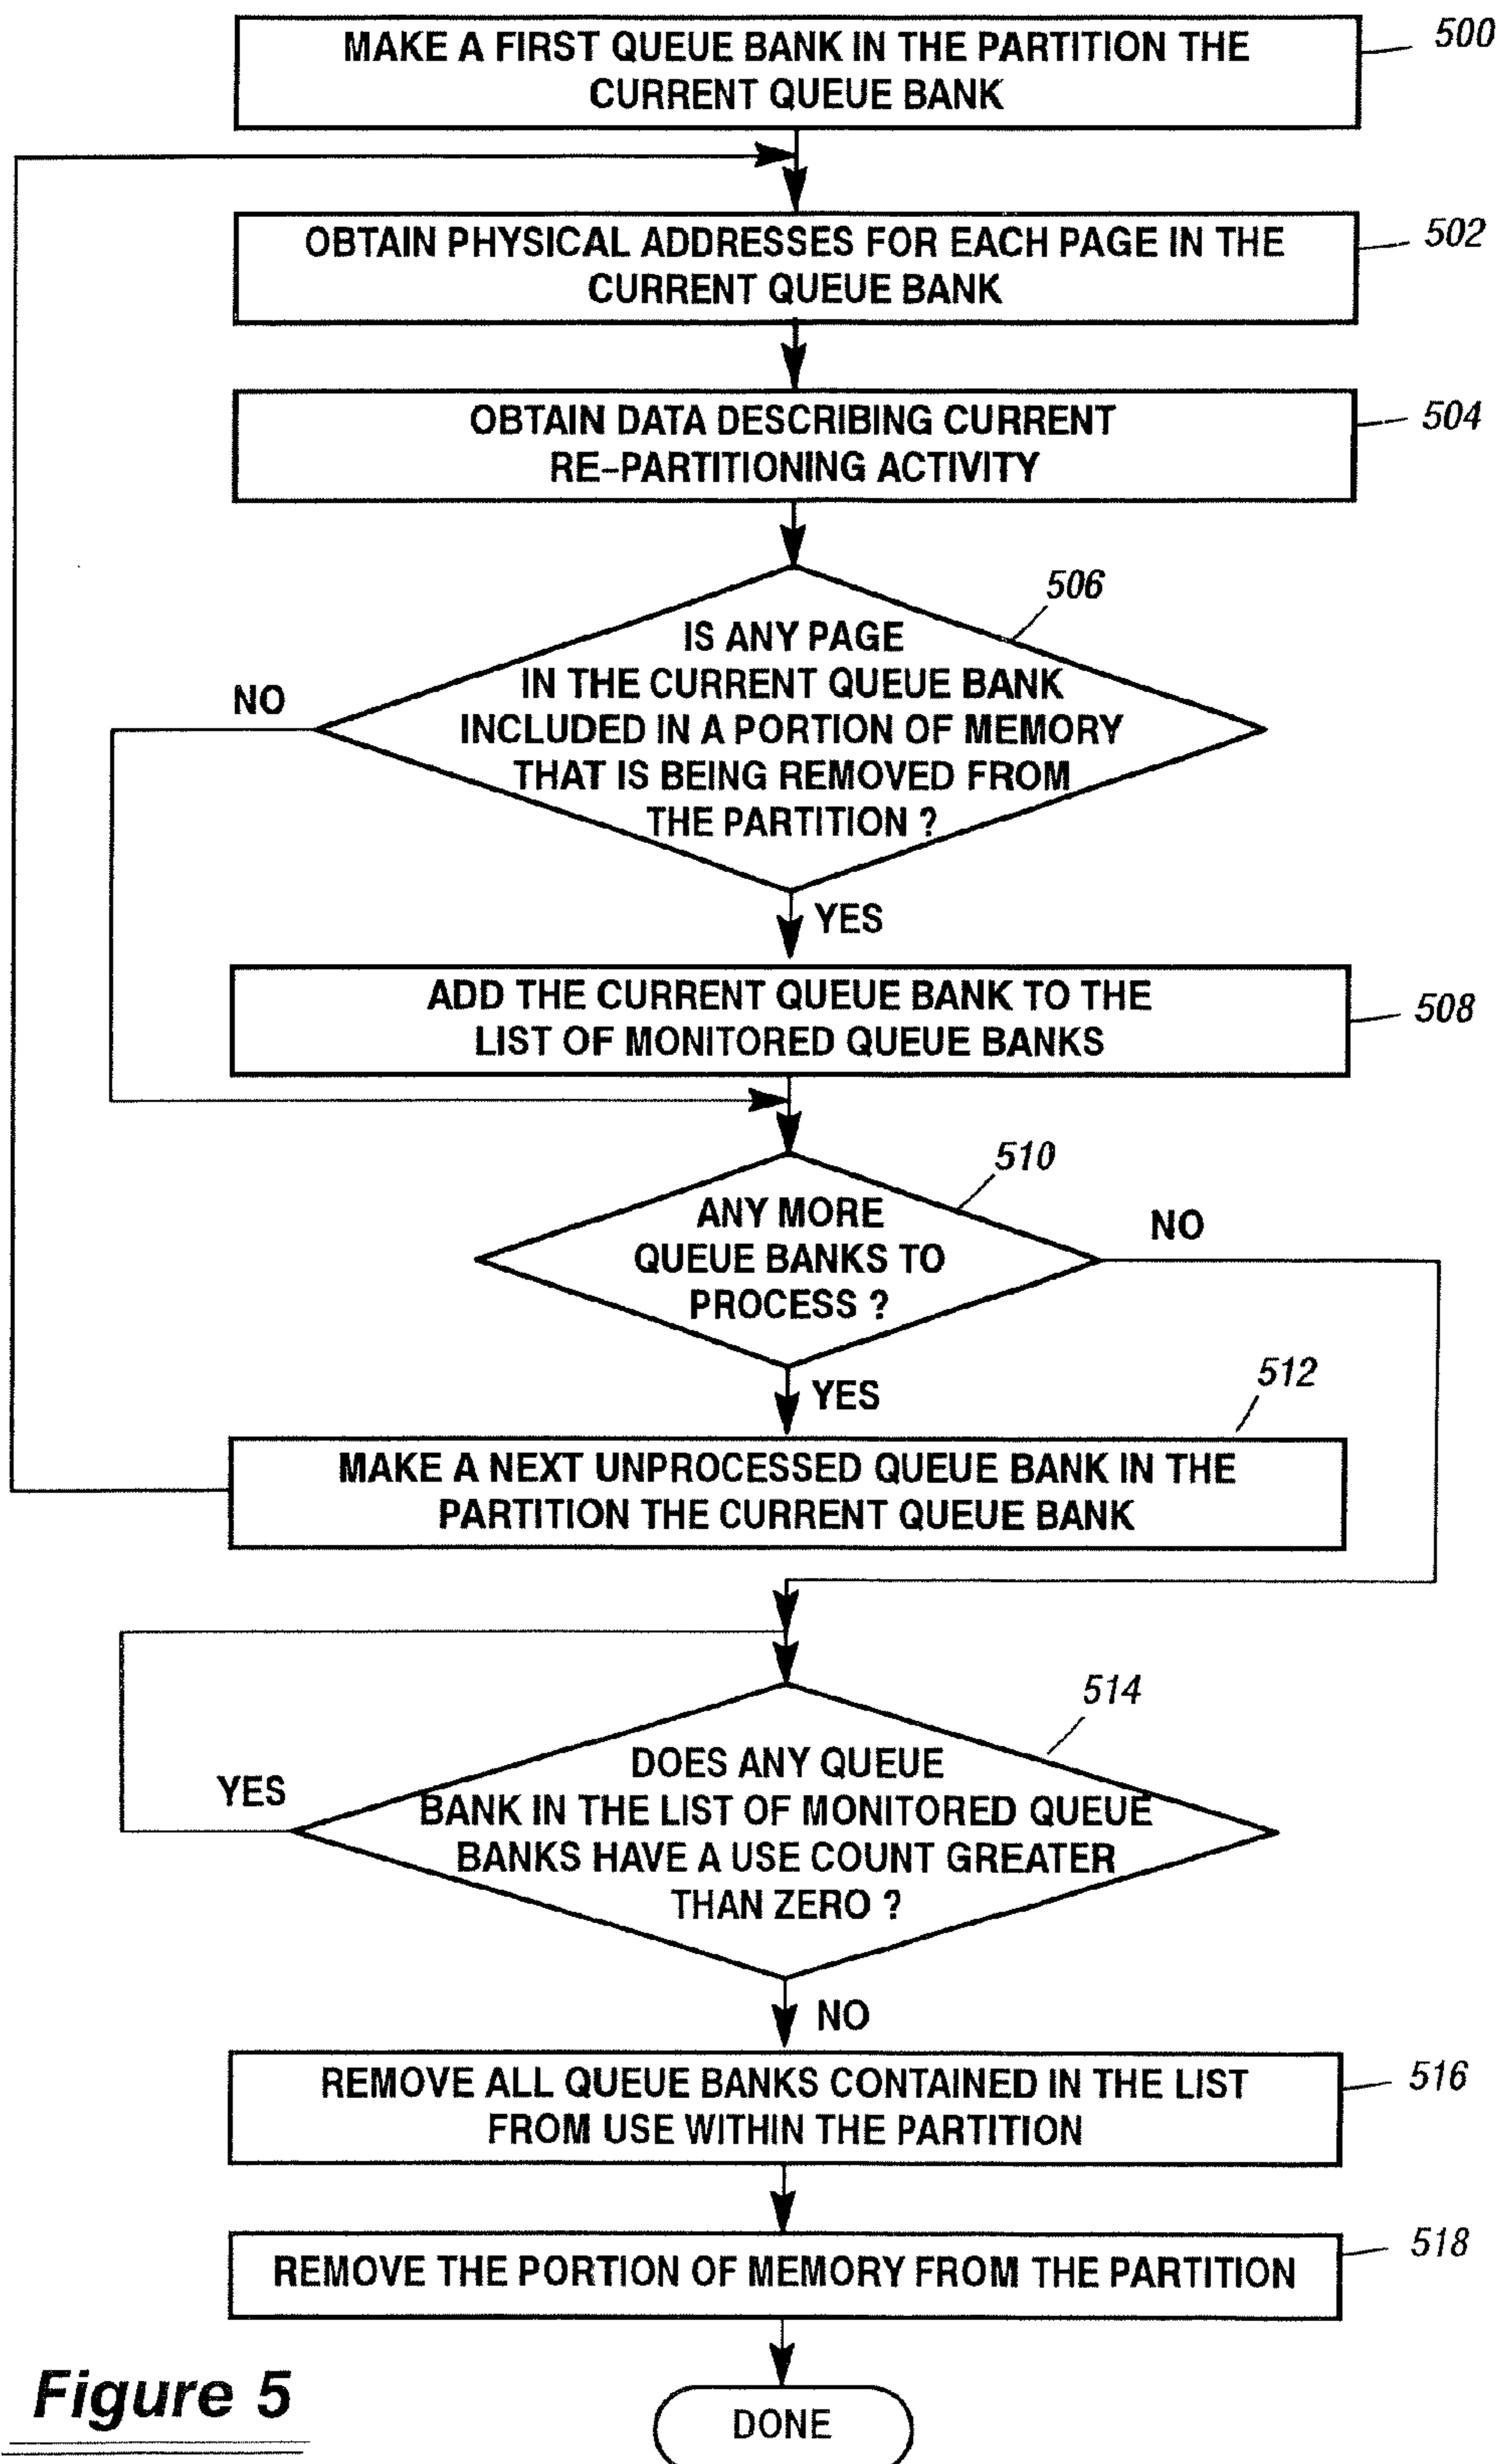 MAKE A FIRST QUEUE BANK IN THE PARTITION THE
CURRENT QUEUE BANK
500
OBTAIN PHYSICAL ADDRESSES FOR EACH PAGE IN THE
CURRENT QUEUE BANK
502
OBTAIN DATA DESCRIBING CURRENT
RE-PARTITIONING ACTIVITY
504
506
IS ANY PAGE
IN THE CURRENT QUEUE BANK
INCLUDED IN A PORTION OF MEMORY
THAT IS BEING REMOVED FROM
THE PARTITION ?
NO
YES
ADD THE CURRENT QUEUE BANK TO THE
LIST OF MONITORED QUEUE BANKS
508
510
ANY MORE
QUEUE BANKS TO
PROCESS ?
NO
YES
512
MAKE A NEXT UNPROCESSED QUEUE BANK IN THE
PARTITION THE CURRENT QUEUE BANK
514
DOES ANY QUEUE
BANK IN THE LIST OF MONITORED QUEUE
BANKS HAVE A USE COUNT GREATER
THAN ZERO ?
YES
NO
REMOVE ALL QUEUE BANKS CONTAINED IN THE LIST
FROM USE WITHIN THE PARTITION
516
REMOVE THE PORTION OF MEMORY FROM THE PARTITION
518
DONE
Figure 5